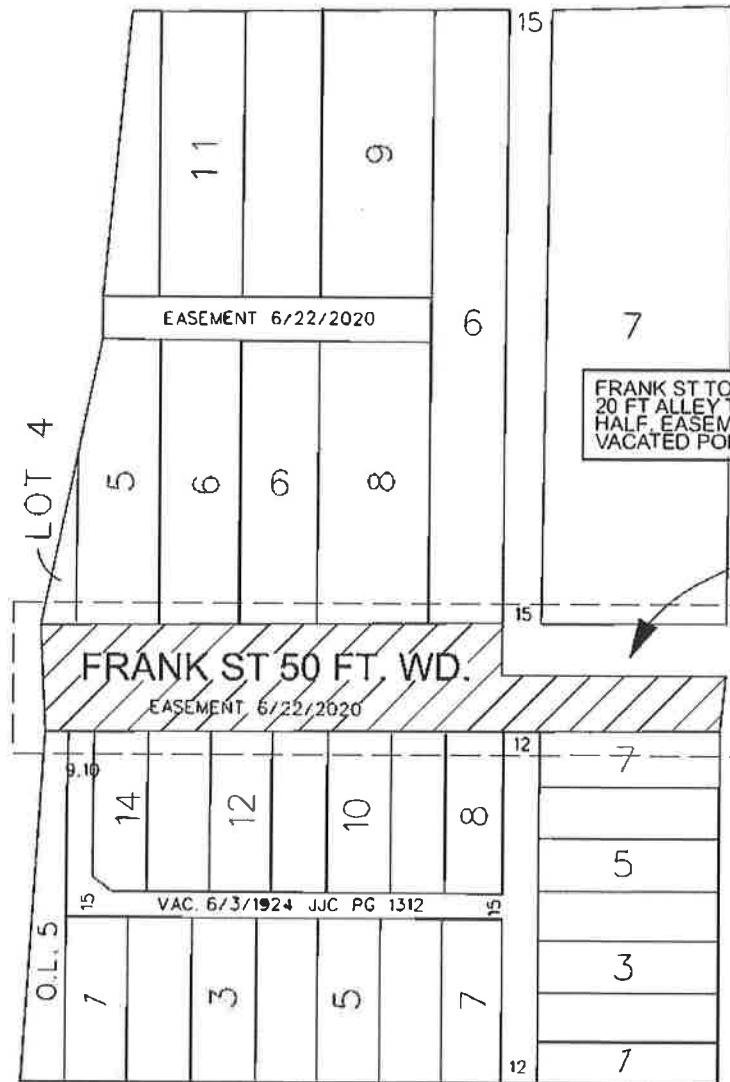 15
11
9
EASEMENT 6/22/2020
6
7
FRANK ST TO
20 FT ALLEY
HALF, EASEM
VACATED PO
LOT 4
5
6
6
8
15
FRANK ST 50 FT. WD.
EASEMENT 6/22/2020
12
7
9.10
14
12
10
8
5
15
VAC. 6/3/1924 JJC PG 1312
15
O.L. 5
1
3
5
7
3
12
1